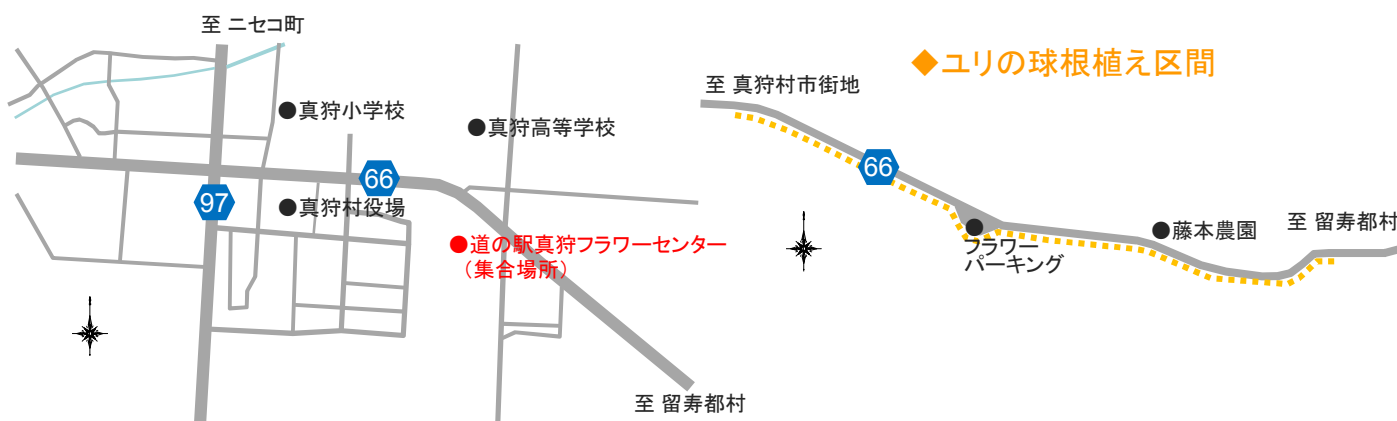 至 ニセコ町
●真狩小学校
●真狩高等学校
66
97
●真狩村役場
●道の駅真狩フラワーセンター
（集合場所）
至 留寿都村
◆ユリの球根植え区間
至 真狩村市街地
66
フラワー
パーキング
●藤本農園
至 留寿都村